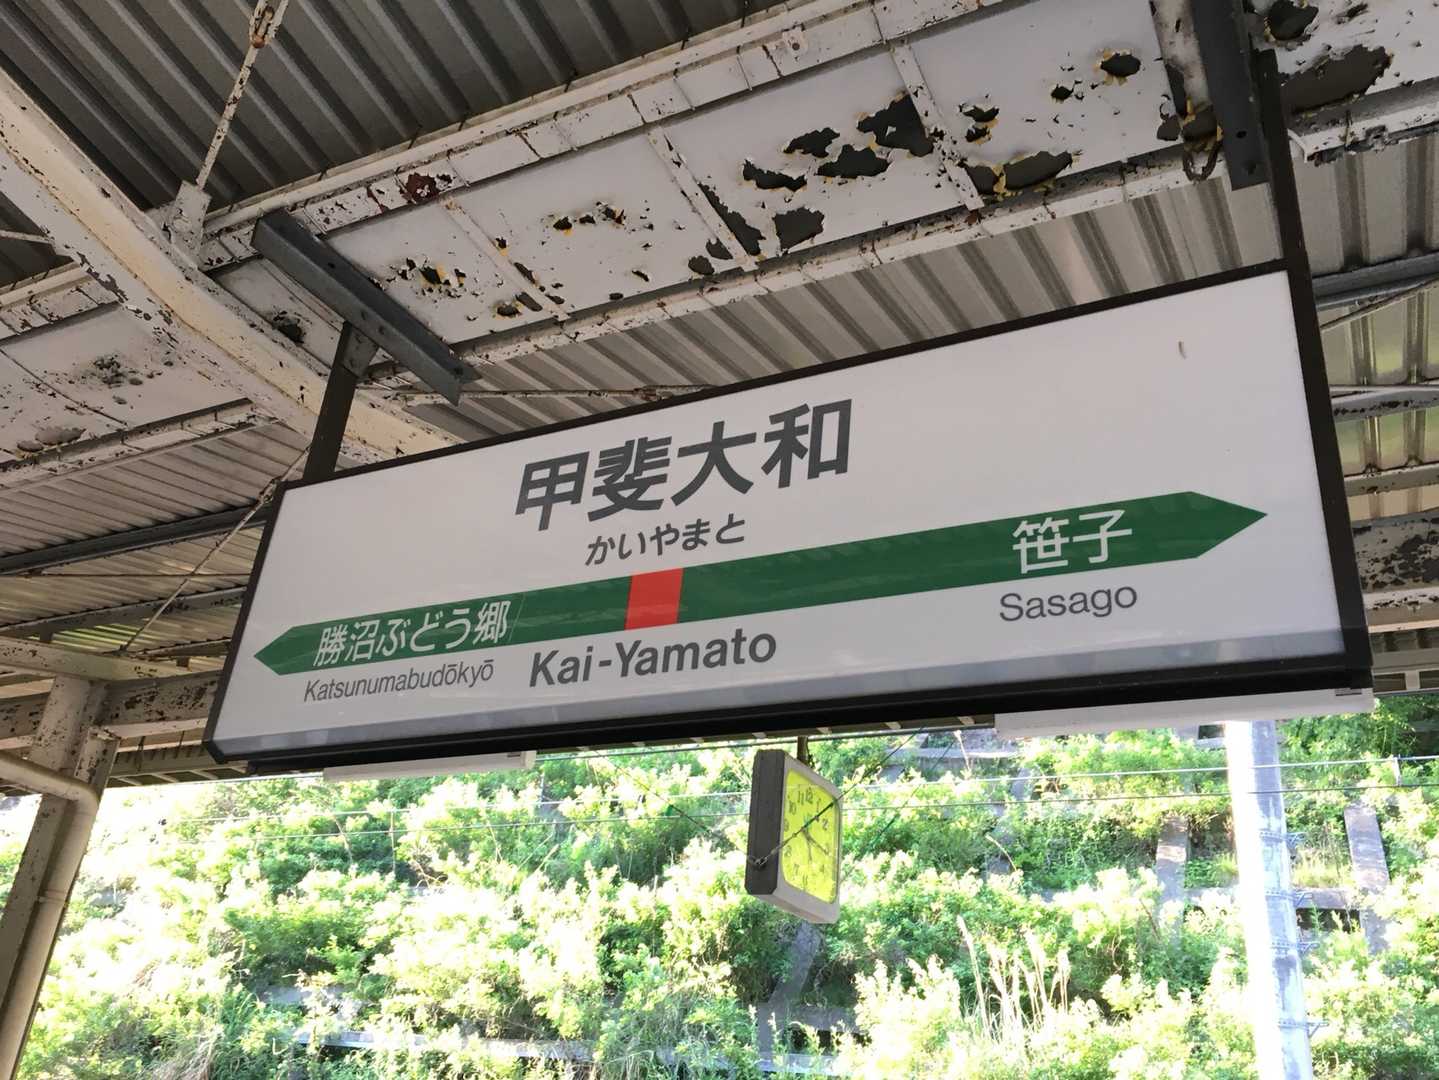 甲斐大和
かいやまと
勝沼ぶどう郷
笹子
Katsunumabudōkyō
Kai-Yamato
Sasago